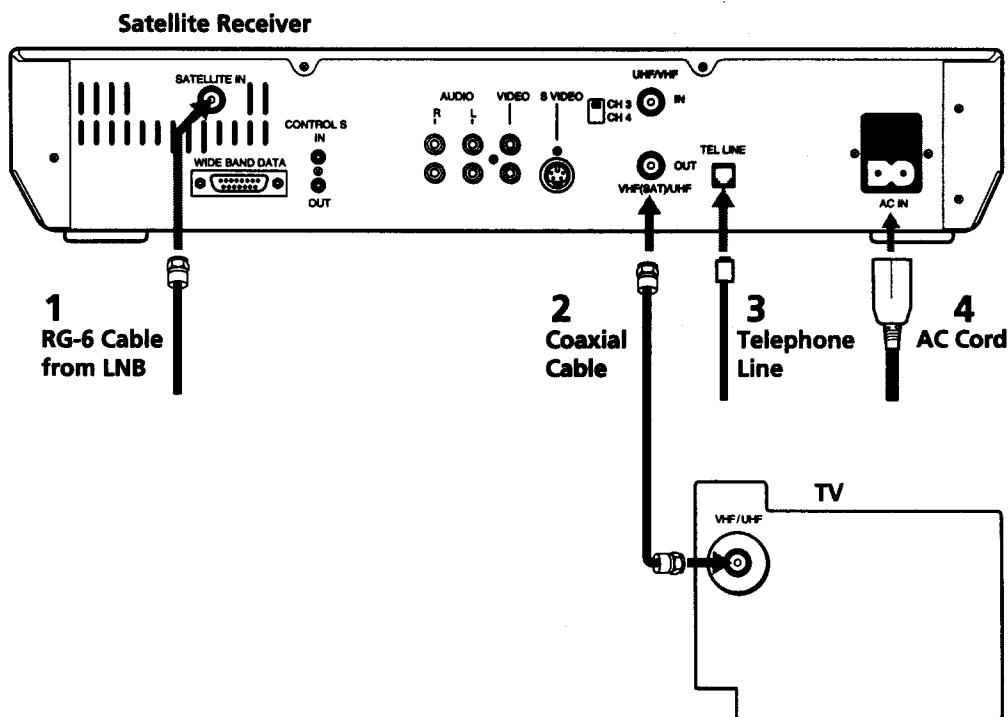 Satellite Receiver
SATELLITE IN
UHF/VHF
IN
AUDIO
VIDEO
S VIDEO
R
L
CH 3
CH 4
CONTROL S
IN
OUT
WIDE BAND DATA
OUT
VHF(SAT)/UHF
TEL LINE
AC IN
1
RG-6 Cable
from LNB
2
Coaxial
Cable
3
Telephone
Line
4
AC Cord
TV
VHF/UHF